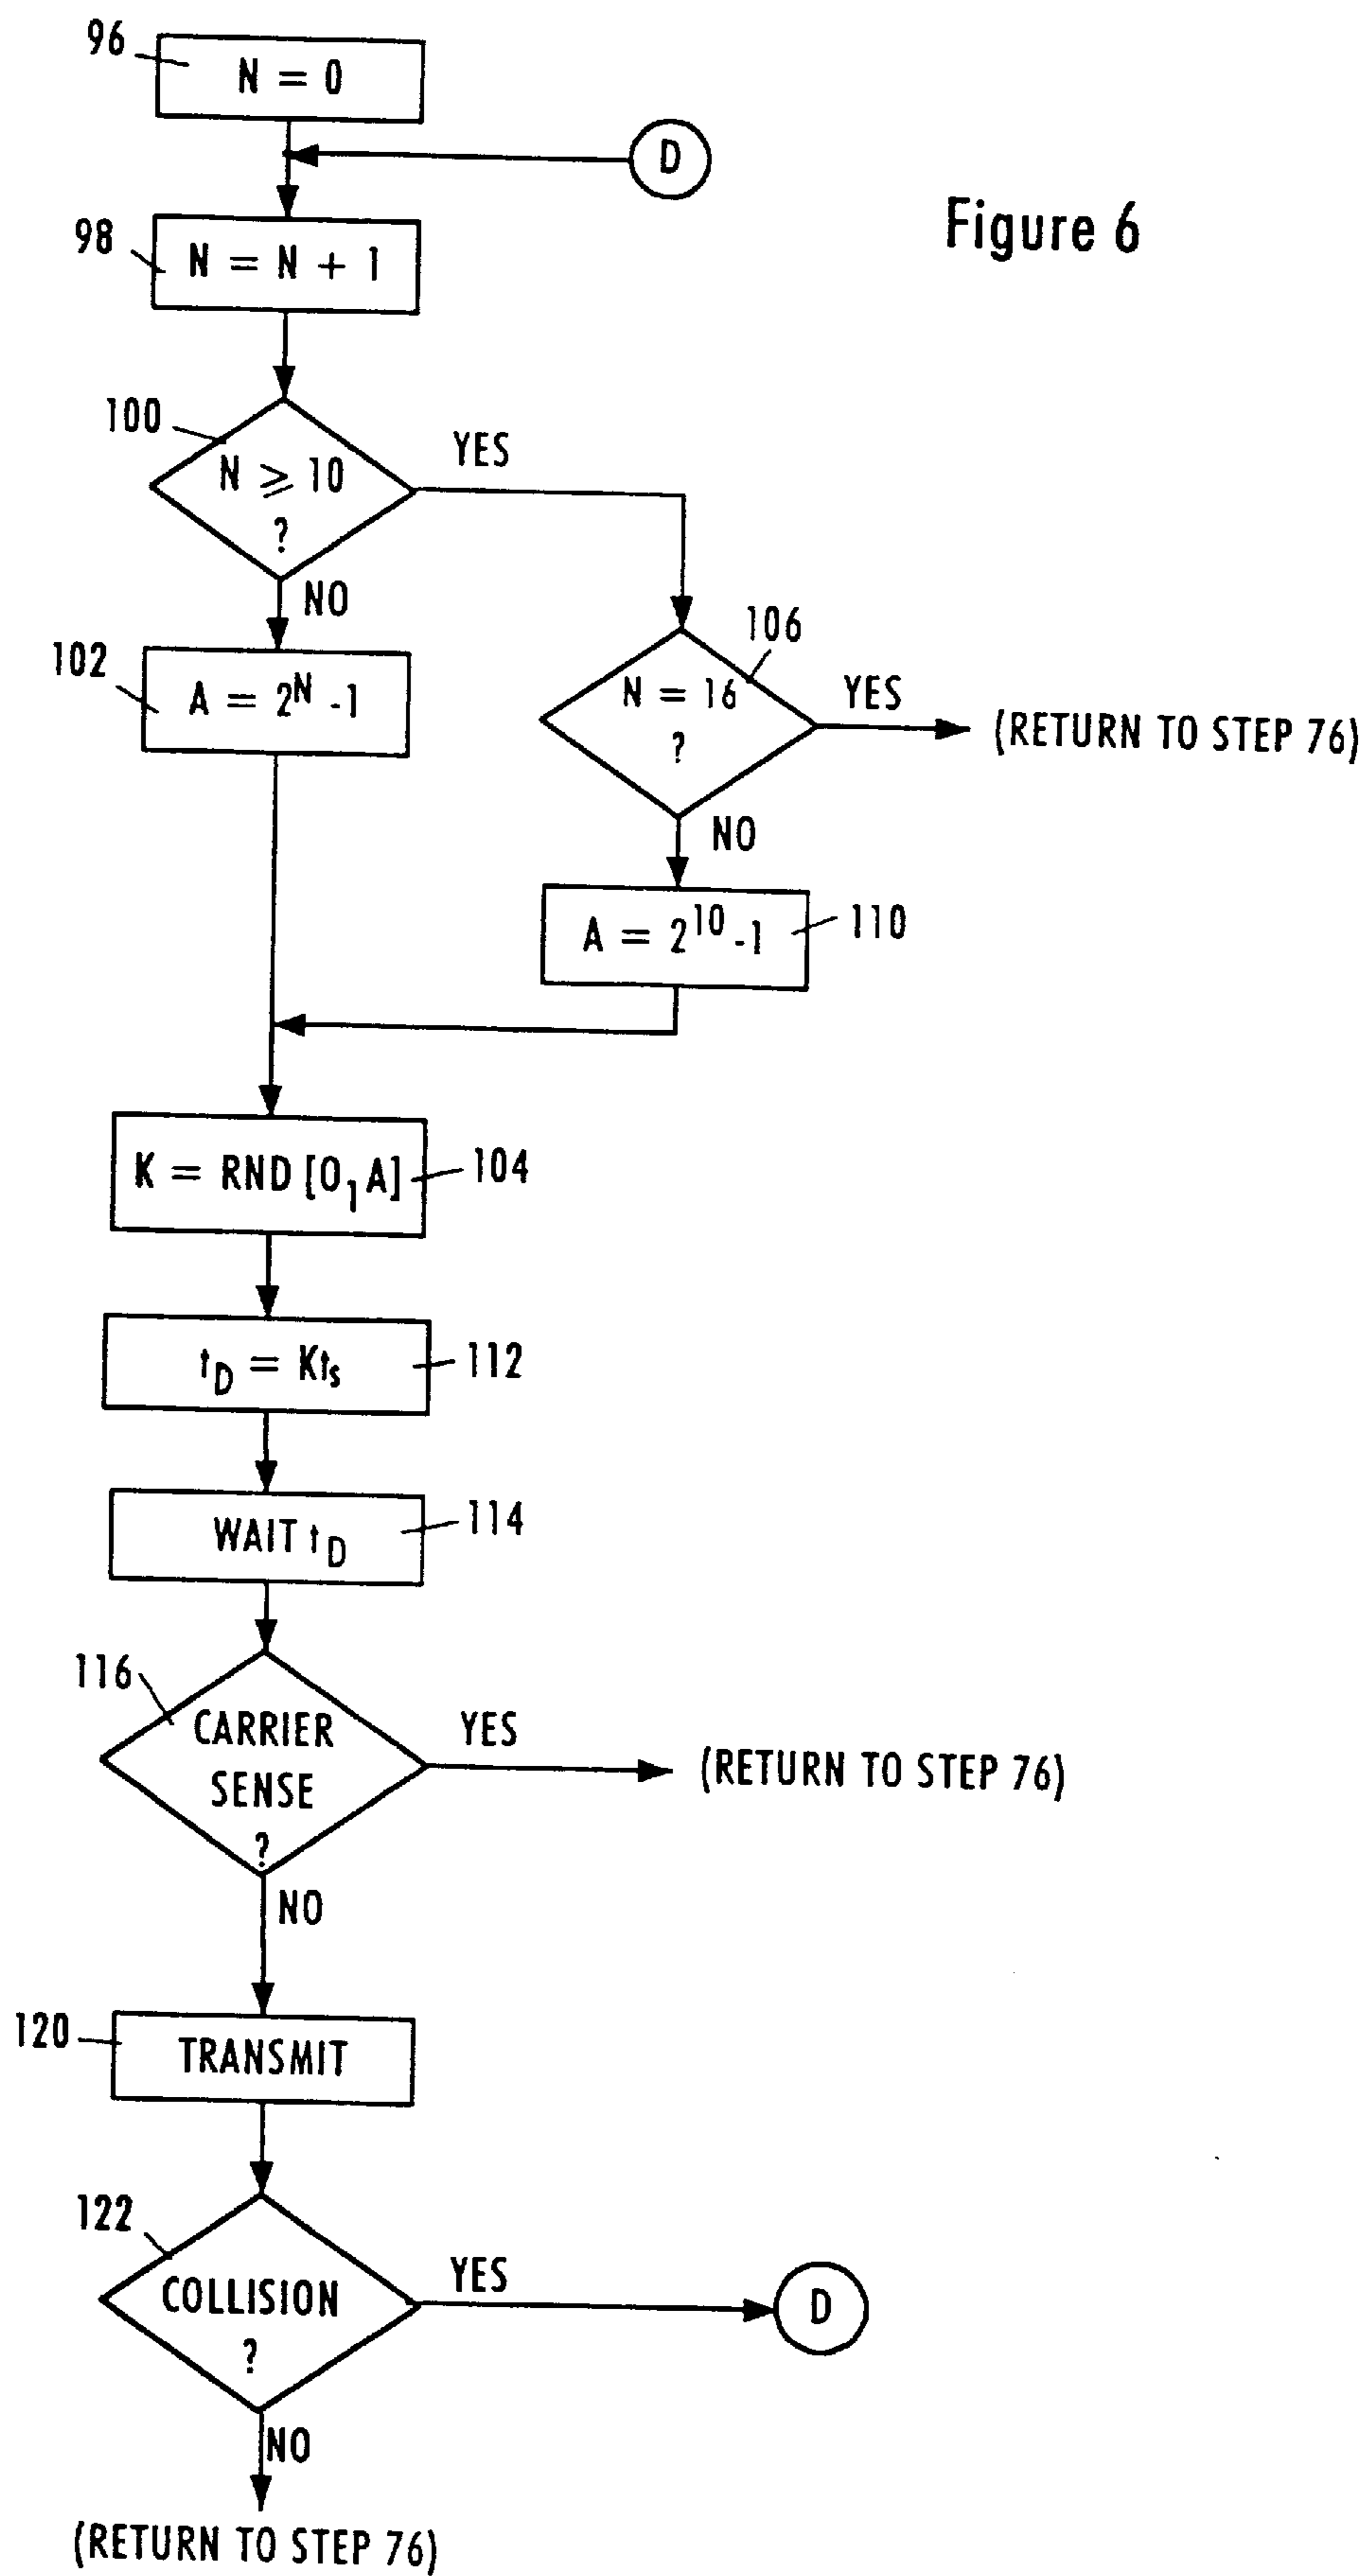 96
N = 0
D
Figure 6
98
N = N + 1
100
N ⩾ 10
?
YES
NO
102
A = 2^N -1
106
N = 16
?
YES
(RETURN TO STEP 76)
NO
A = 2^10 -1
110
K = RND [0, A]
104
t_D = Kt_s
112
WAIT t_D
114
116
CARRIER
SENSE
?
YES
(RETURN TO STEP 76)
NO
120
TRANSMIT
122
COLLISION
?
YES
D
NO
(RETURN TO STEP 76)